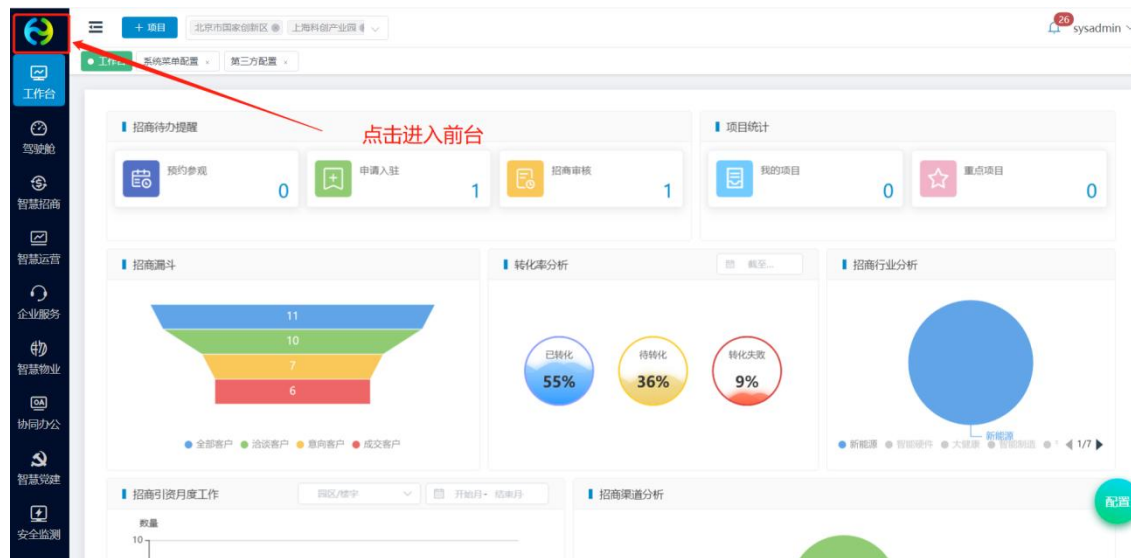 + 项目
北京市国家创新区
上海科创产业园
26
sysadmin
工作台
系统菜单配置 ×
第三方配置 ×
工作台
驾驶舱
智慧招商
智慧运营
企业服务
智慧物业
OA
协同办公
智慧党建
安全监测
点击进入前台
招商待办提醒
预约参观
0
申请入驻
1
招商审核
1
项目统计
我的项目
0
重点项目
0
招商漏斗
11
10
7
6
全部客户 洽谈客户 意向客户 成交客户
转化率分析
截至...
已转化
55%
待转化
36%
转化失败
9%
招商行业分析
新能源
新能源 智能硬件 大健康 智能制造
1/7
招商引资月度工作
园区/楼宇
开始月 - 结束月
数量
10
招商渠道分析
配置